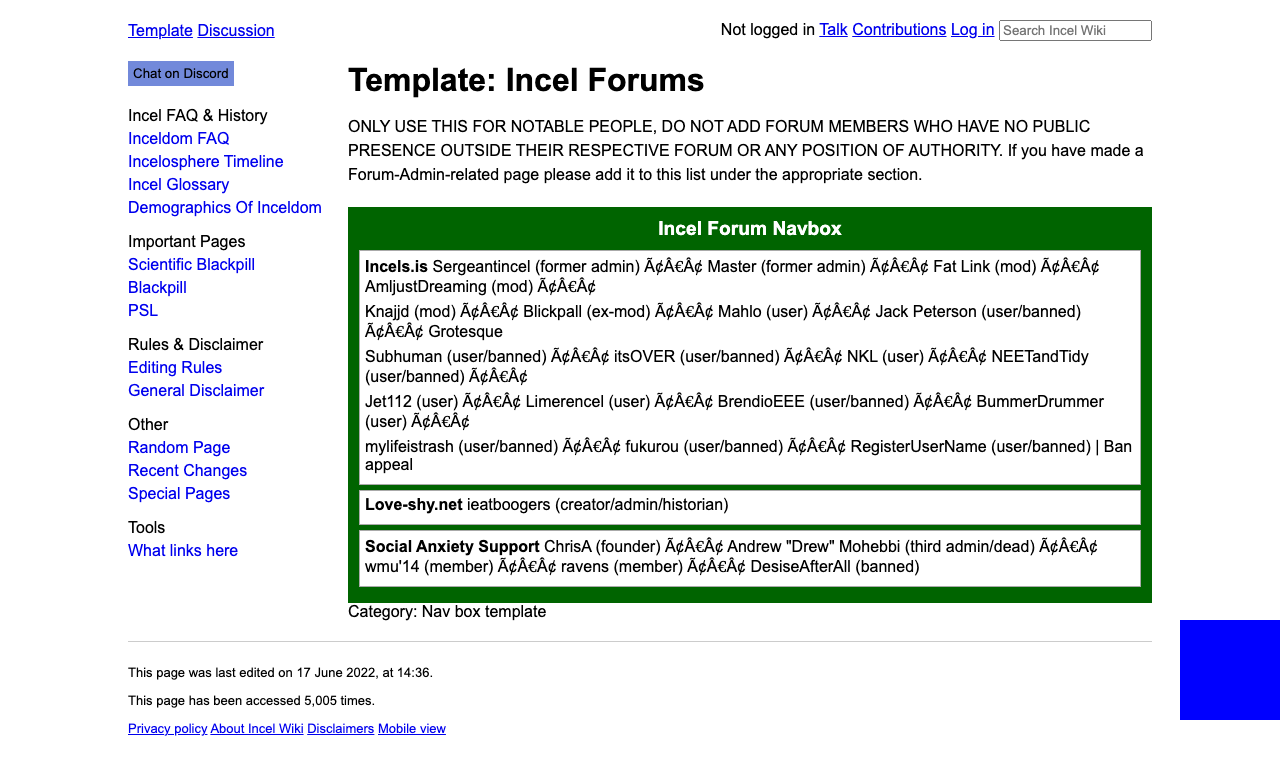 Template Discussion
Not logged in Talk Contributions Log in Search Incel Wiki
Chat on Discord
Incel FAQ & History
Inceldom FAQ
Incelosphere Timeline
Incel Glossary
Demographics Of Inceldom
Important Pages
Scientific Blackpill
Blackpill
PSL
Rules & Disclaimer
Editing Rules
General Disclaimer
Other
Random Page
Recent Changes
Special Pages
Tools
What links here
Template: Incel Forums
ONLY USE THIS FOR NOTABLE PEOPLE, DO NOT ADD FORUM MEMBERS WHO HAVE NO PUBLIC
PRESENCE OUTSIDE THEIR RESPECTIVE FORUM OR ANY POSITION OF AUTHORITY. If you have made a
Forum-Admin-related page please add it to this list under the appropriate section.
Incel Forum Navbox
Incels.is Sergeantincel (former admin) Ã¢Â€Â¢ Master (former admin) Ã¢Â€Â¢ Fat Link (mod) Ã¢Â€Â¢
AmljustDreaming (mod) Ã¢Â€Â¢
Knajjd (mod) Ã¢Â€Â¢ Blickpall (ex-mod) Ã¢Â€Â¢ Mahlo (user) Ã¢Â€Â¢ Jack Peterson (user/banned)
Ã¢Â€Â¢ Grotesque
Subhuman (user/banned) Ã¢Â€Â¢ itsOVER (user/banned) Ã¢Â€Â¢ NKL (user) Ã¢Â€Â¢ NEETandTidy
(user/banned) Ã¢Â€Â¢
Jet112 (user) Ã¢Â€Â¢ Limerencel (user) Ã¢Â€Â¢ BrendioEEE (user/banned) Ã¢Â€Â¢ BummerDrummer
(user) Ã¢Â€Â¢
mylifeistrash (user/banned) Ã¢Â€Â¢ fukurou (user/banned) Ã¢Â€Â¢ RegisterUserName (user/banned) | Ban
appeal
Love-shy.net ieatboogers (creator/admin/historian)
Social Anxiety Support ChrisA (founder) Ã¢Â€Â¢ Andrew "Drew" Mohebbi (third admin/dead) Ã¢Â€Â¢
wmu'14 (member) Ã¢Â€Â¢ ravens (member) Ã¢Â€Â¢ DesiseAfterAll (banned)
Category: Nav box template
This page was last edited on 17 June 2022, at 14:36.
This page has been accessed 5,005 times.
Privacy policy About Incel Wiki Disclaimers Mobile view